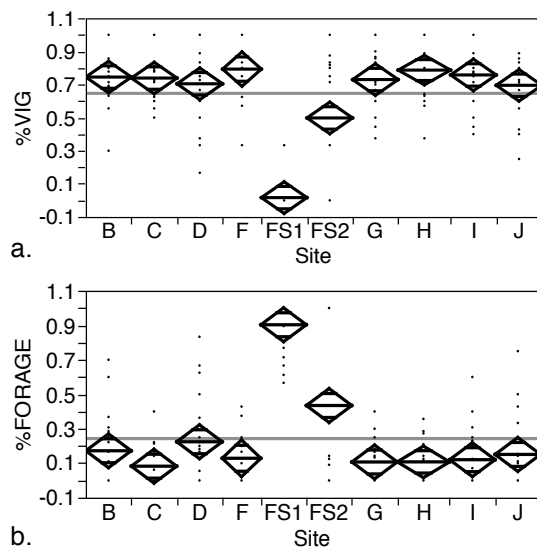 1.1
0.9
0.7
0.5
0.3
0.1
-0.1
%VIG
B C D F FS1 FS2 G H I J
Site
a.
1.1
0.9
0.7
0.5
0.3
0.1
-0.1
%FORAGE
B C D F FS1 FS2 G H I J
Site
b.